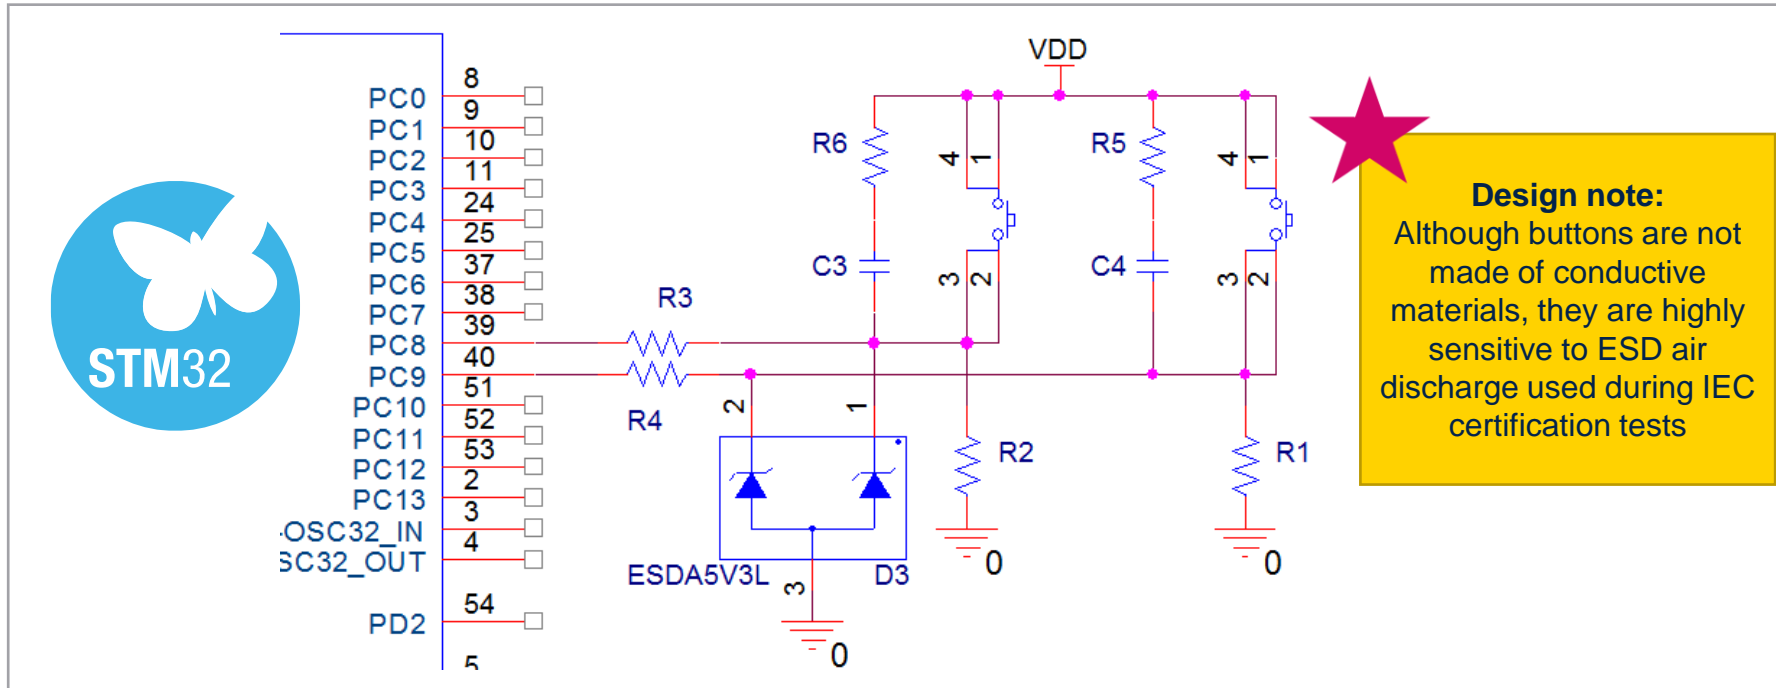 VDD
8
PC0
9
PC1
10
PC2
11
PC3
24
PC4
25
PC5
37
PC6
38
PC7
39
PC8
40
PC9
51
PC10
52
PC11
53
PC12
2
PC13
3
-OSC32_IN
4
SC32_OUT
54
PD2
5
STM32
R3
R4
R6
C3
4
1
3
2
R5
C4
4
1
3
2
2
1
ESDA5V3L
D3
3
0
R2
0
R1
0
Design note:
Although buttons are not
made of conductive
materials, they are highly
sensitive to ESD air
discharge used during IEC
certification tests